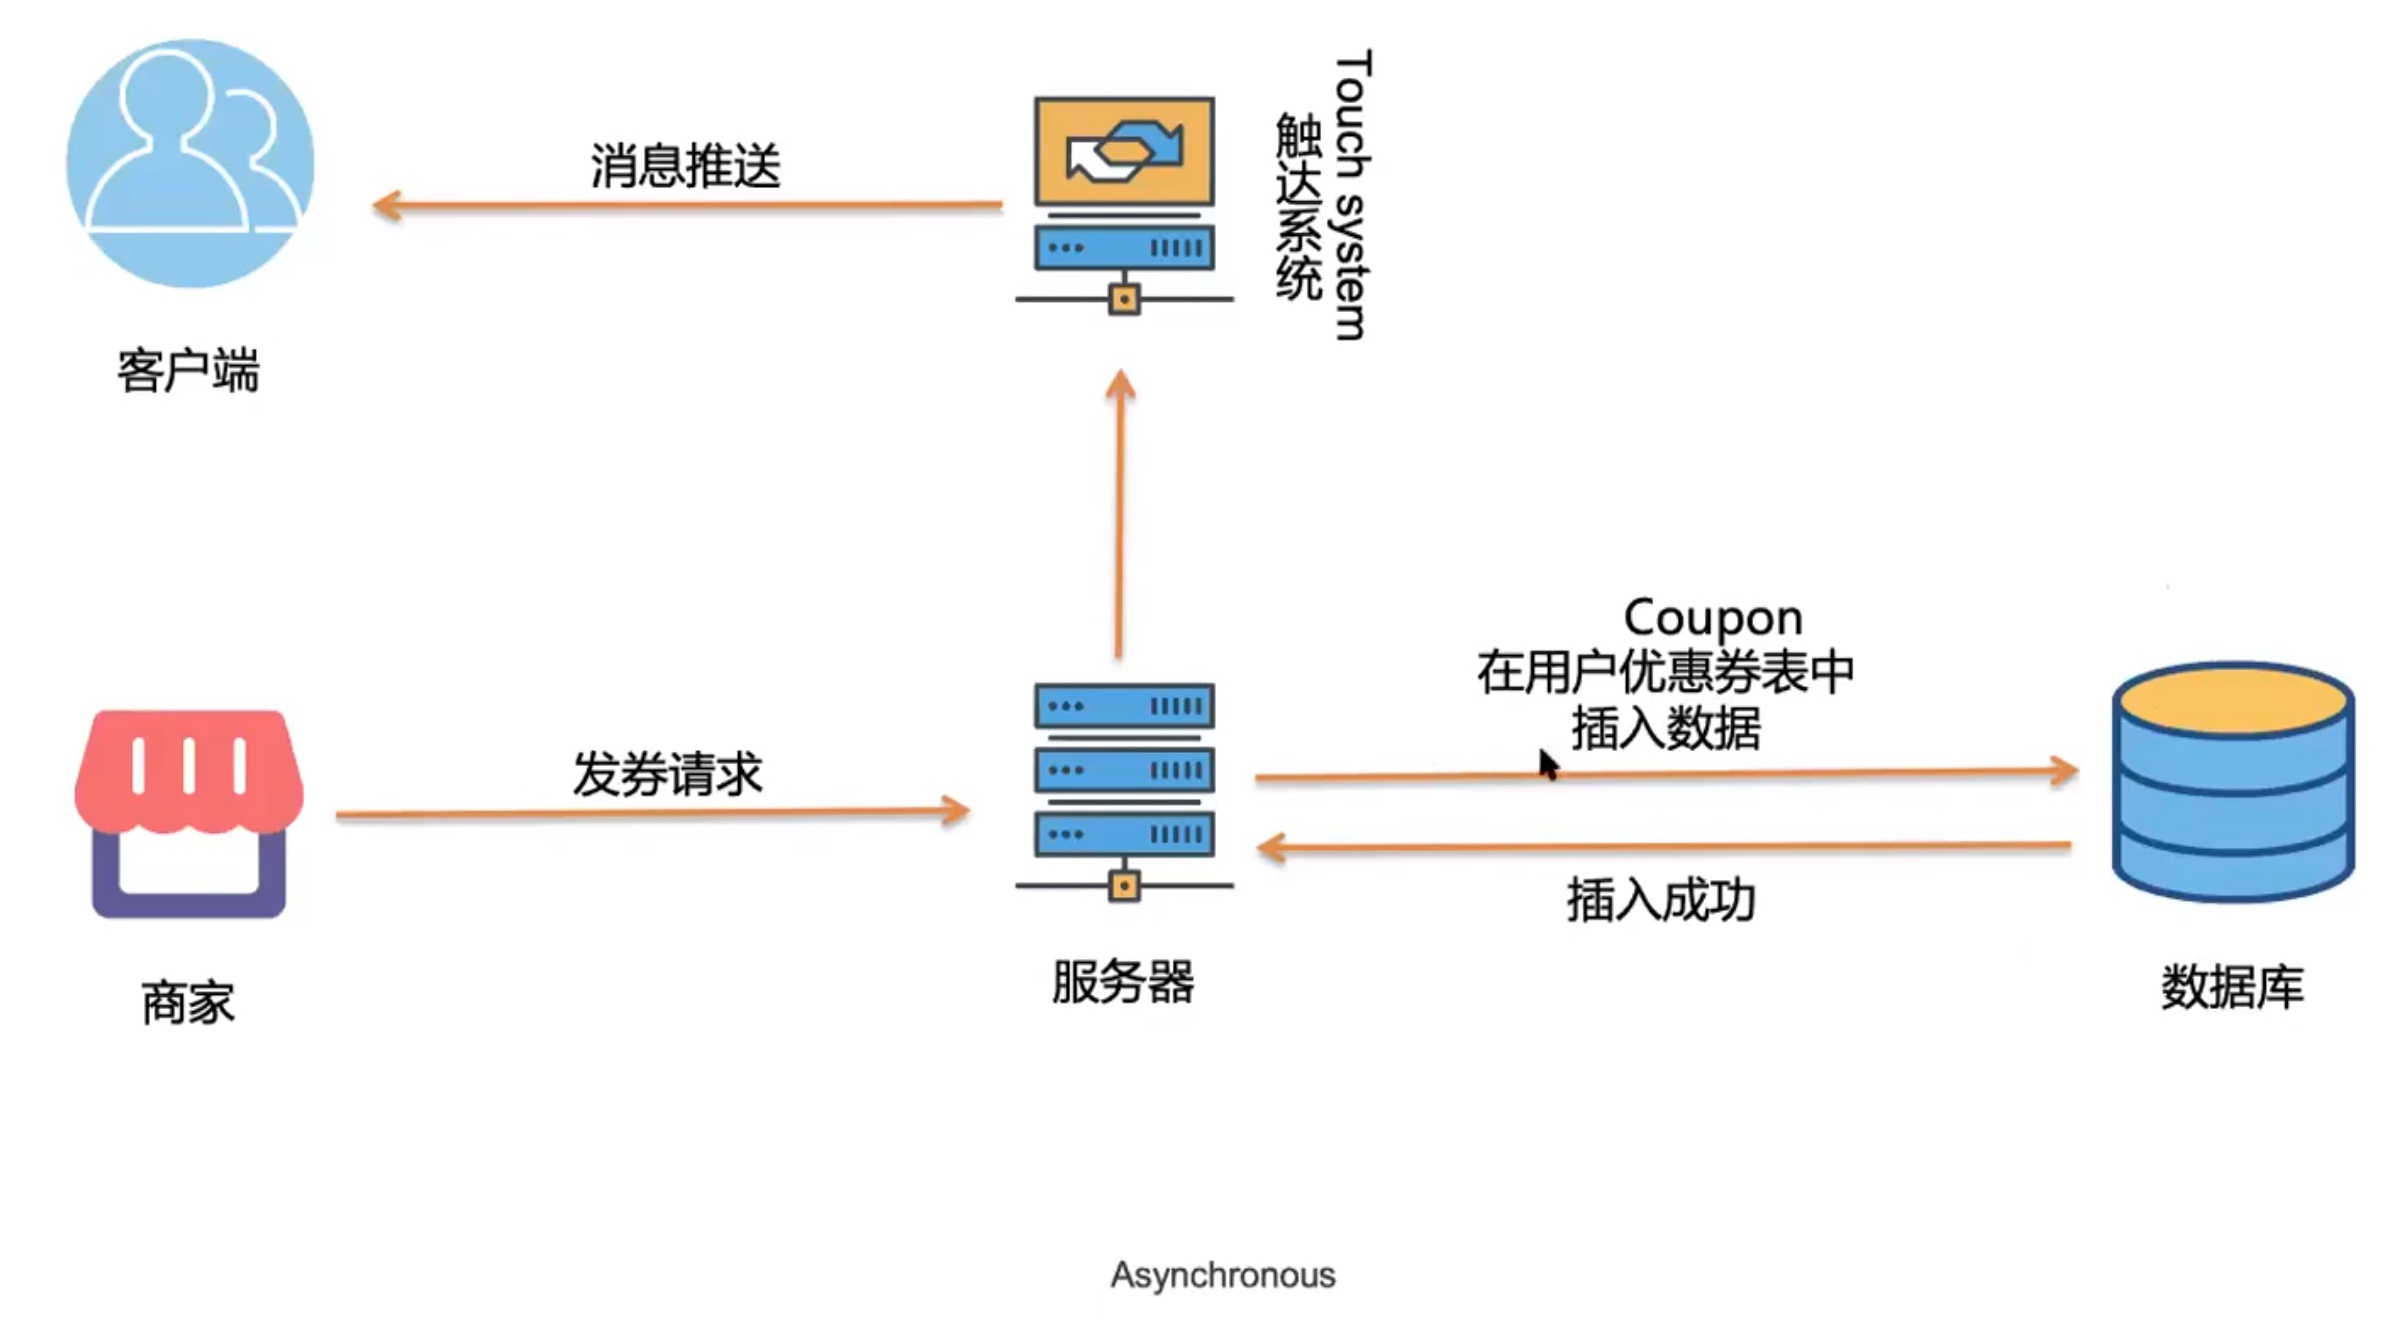 消息推送
触达系统
Touch system
客户端
Coupon
在用户优惠券表中
插入数据
发券请求
插入成功
服务器
数据库
商家
Asynchronous